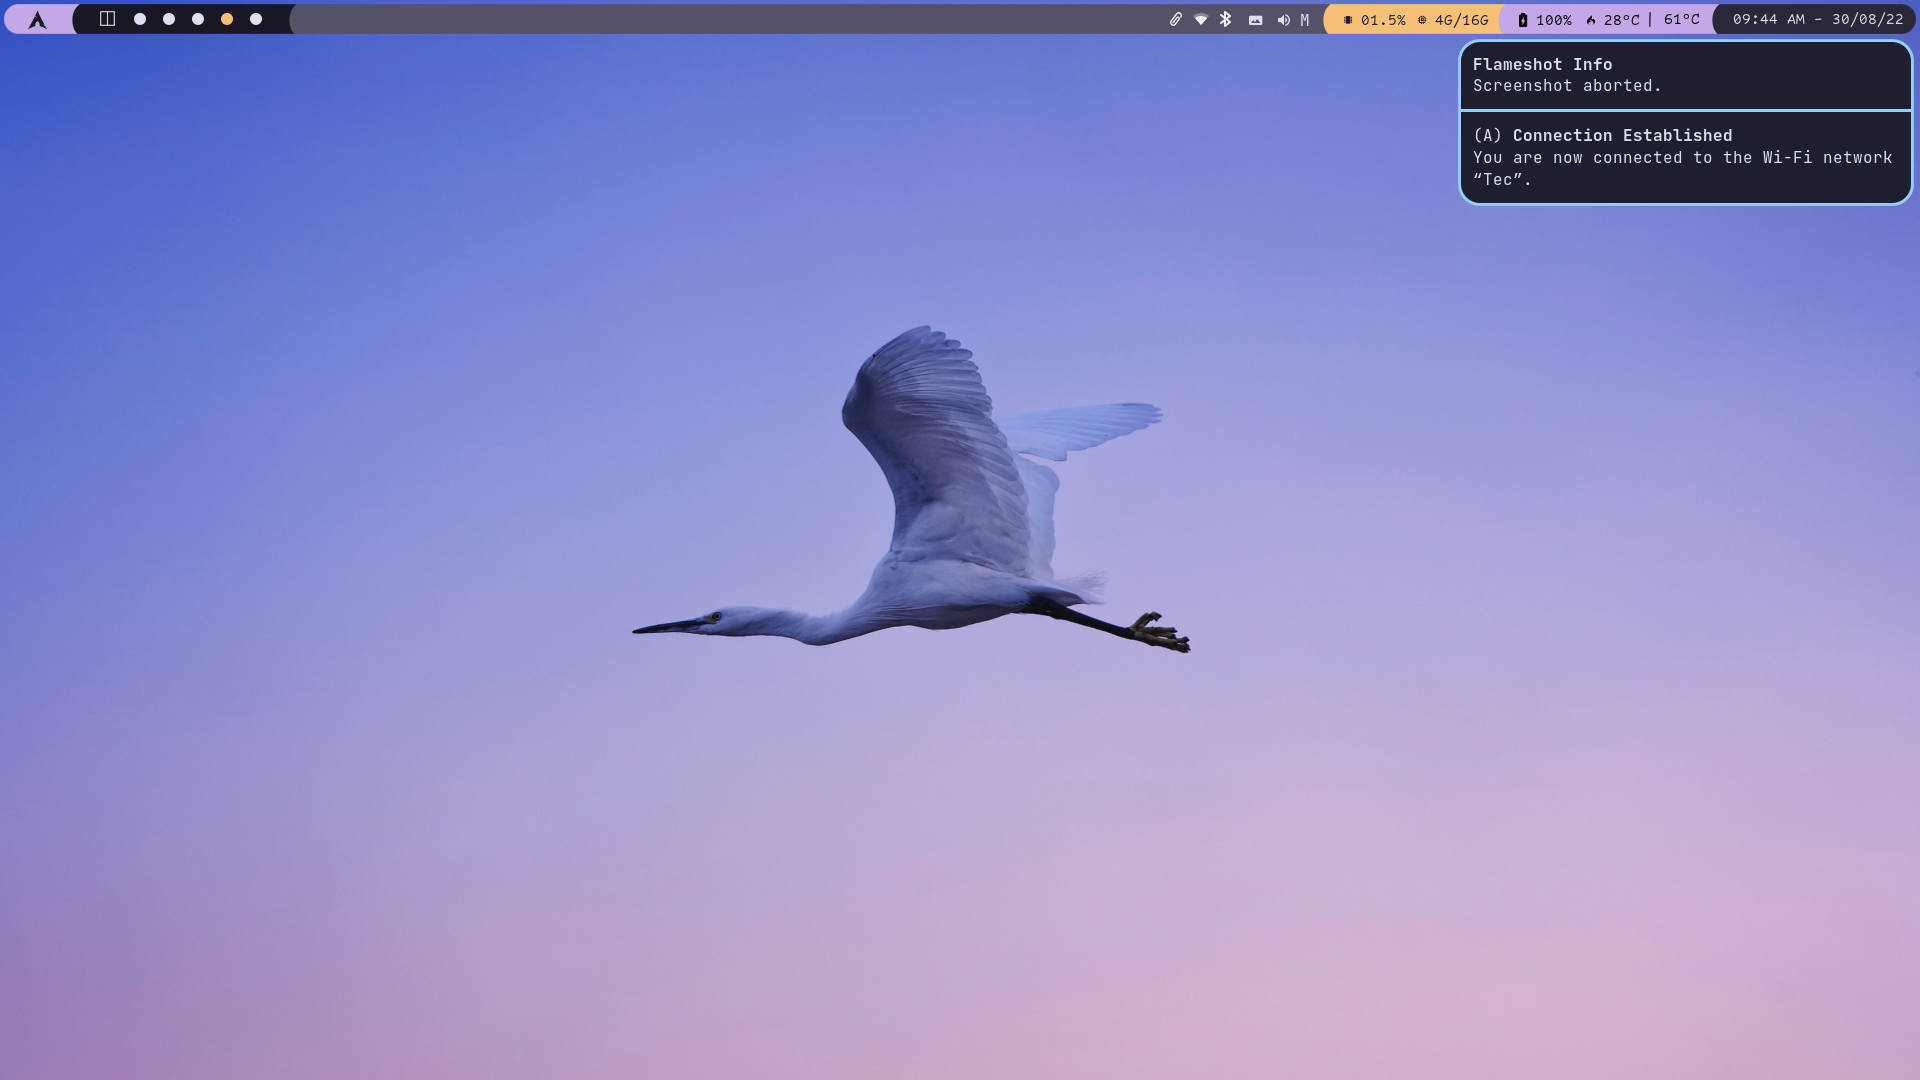 M 01.5% 4G/16G 100% 28°C | 61°C 09:44 AM - 30/08/22
Flameshot Info
Screenshot aborted.
(A) Connection Established
You are now connected to the Wi-Fi network
“Tec”.